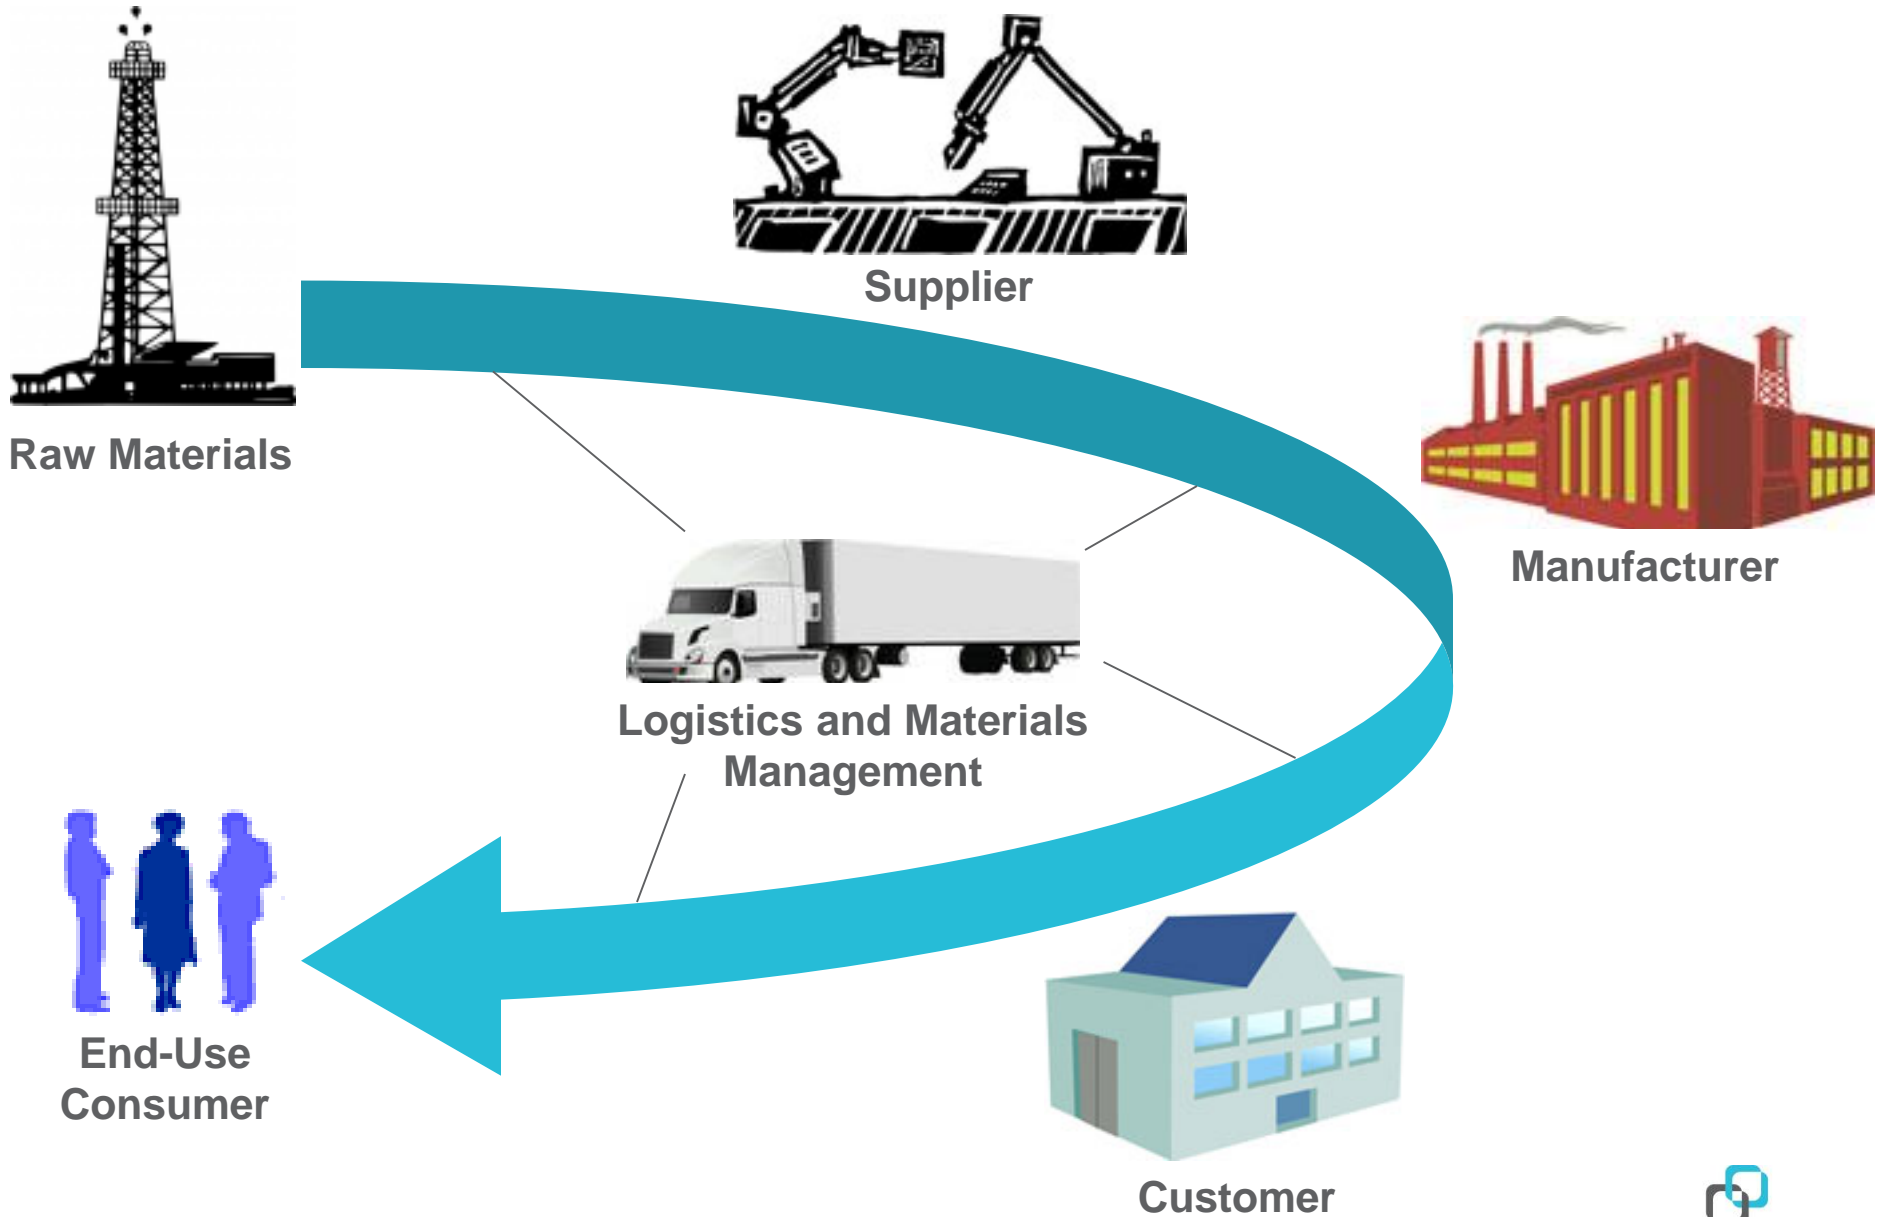 Supplier
Raw Materials
Manufacturer
Logistics and Materials
Management
End-Use
Consumer
Customer